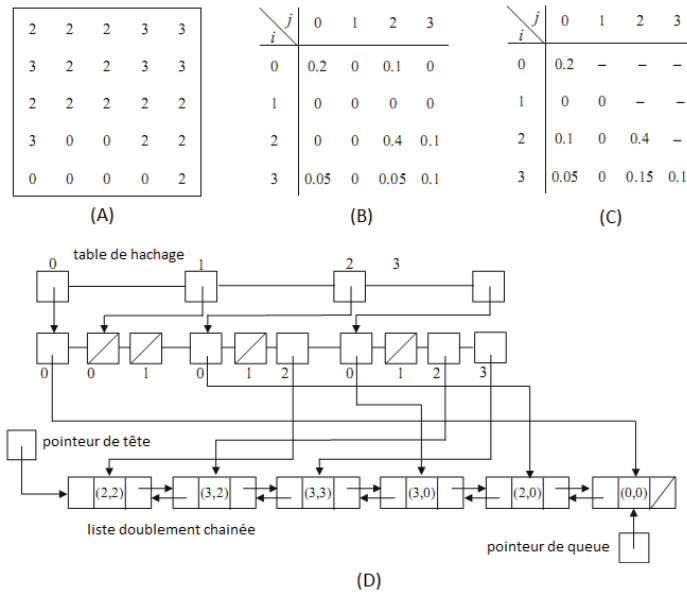 2 2 2 3 3
3 2 2 3 3
2 2 2 2 2
3 0 0 2 2
0 0 0 0 2
(A)
i j 0 1 2 3
0 0.2 0 0.1 0
1 0 0 0 0
2 0 0 0.4 0.1
3 0.05 0 0.05 0.1
(B)
i j 0 1 2 3
0 0.2 – – –
1 0 0 – –
2 0.1 0 0.4 –
3 0.05 0 0.15 0.1
(C)
table de hachage
0 1 2 3
0 0 1 0 1 2 0 1 2 3
pointeur de tête
(2,2) (3,2) (3,3) (3,0) (2,0) (0,0)
liste doublement chainée
pointeur de queue
(D)